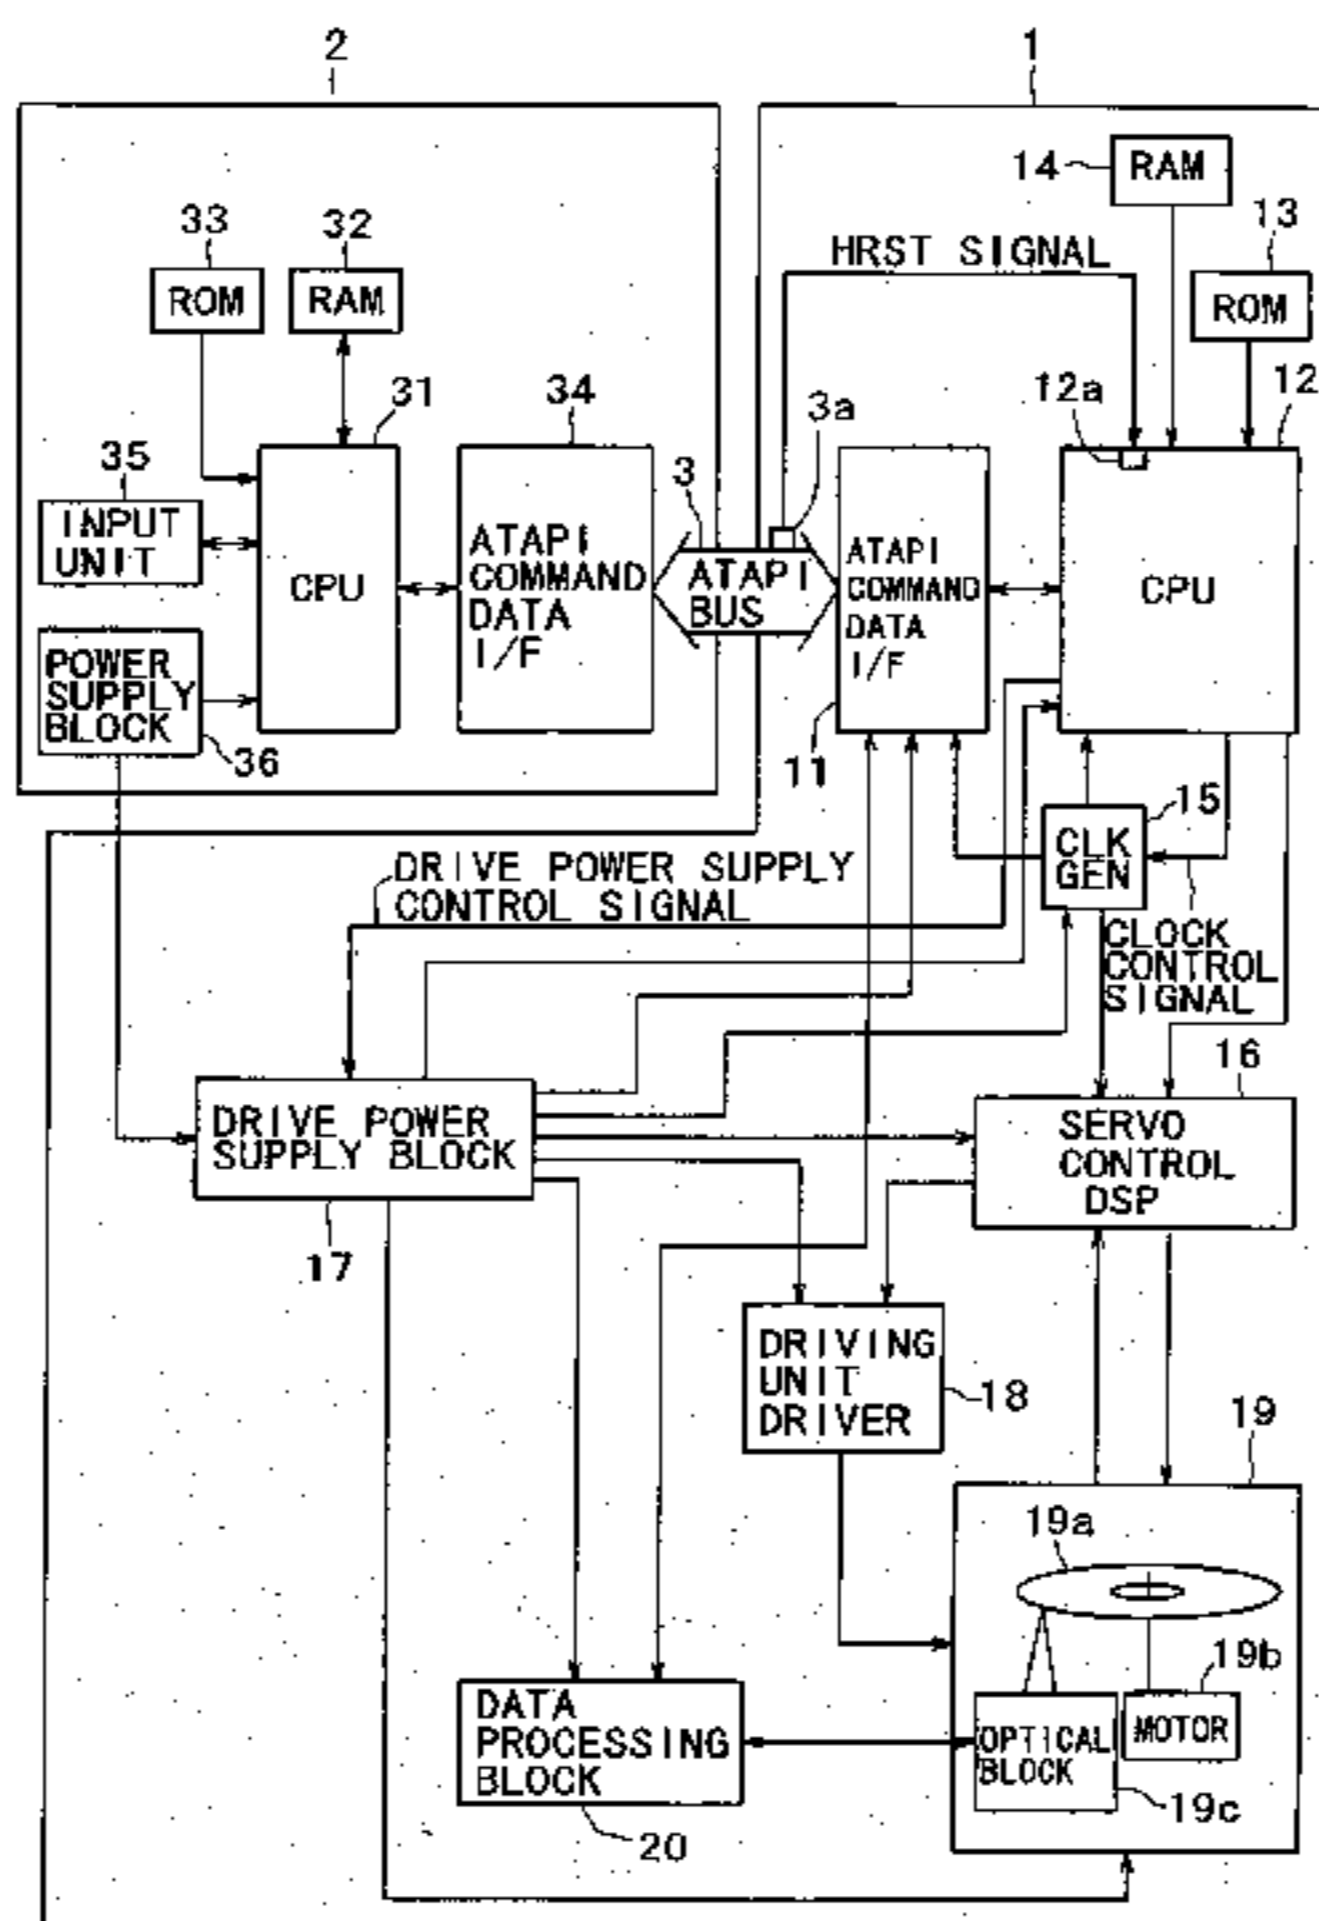 2
1
14
RAM
33
32
13
HRST SIGNAL
ROM
RAM
ROM
31
34
12a
3a
12
35
3
INPUT
UNIT
CPU
ATAPI
COMMAND
DATA
I/F
ATAPI
BUS
ATAPI
COMMAND
DATA
I/F
CPU
POWER
SUPPLY
BLOCK
36
11
15
CLK
GEN
DRIVE POWER SUPPLY
CONTROL SIGNAL
CLOCK
CONTROL
SIGNAL
16
DRIVE POWER
SUPPLY BLOCK
SERVO
CONTROL
DSP
17
DRIVING
UNIT
DRIVER
18
19
19a
19b
DATA
PROCESSING
BLOCK
OPTICAL
BLOCK
MOTOR
19c
20